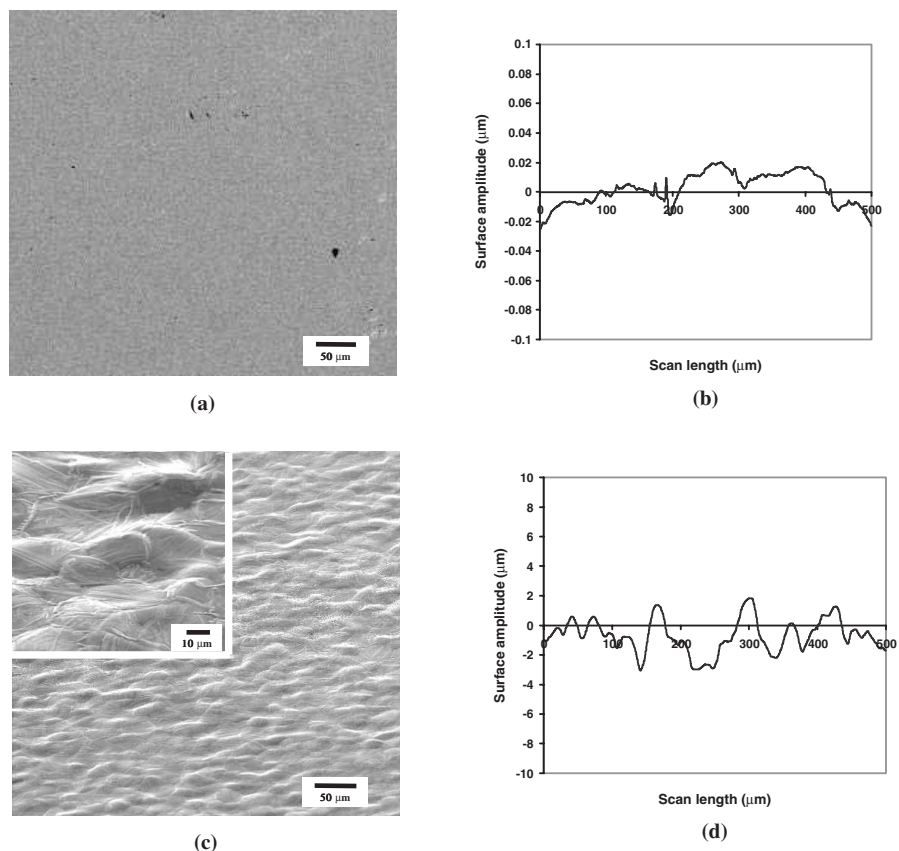 50 μm
(a)
0.1
0.08
0.06
0.04
0.02
0
-0.02
-0.04
-0.06
-0.08
-0.1
0 100 200 300 400 500
Surface amplitude (μm)
Scan length (μm)
(b)
10 μm
50 μm
(c)
10
8
6
4
2
0
-2
-4
-6
-8
-10
0 100 200 300 400 500
Surface amplitude (μm)
Scan length (μm)
(d)